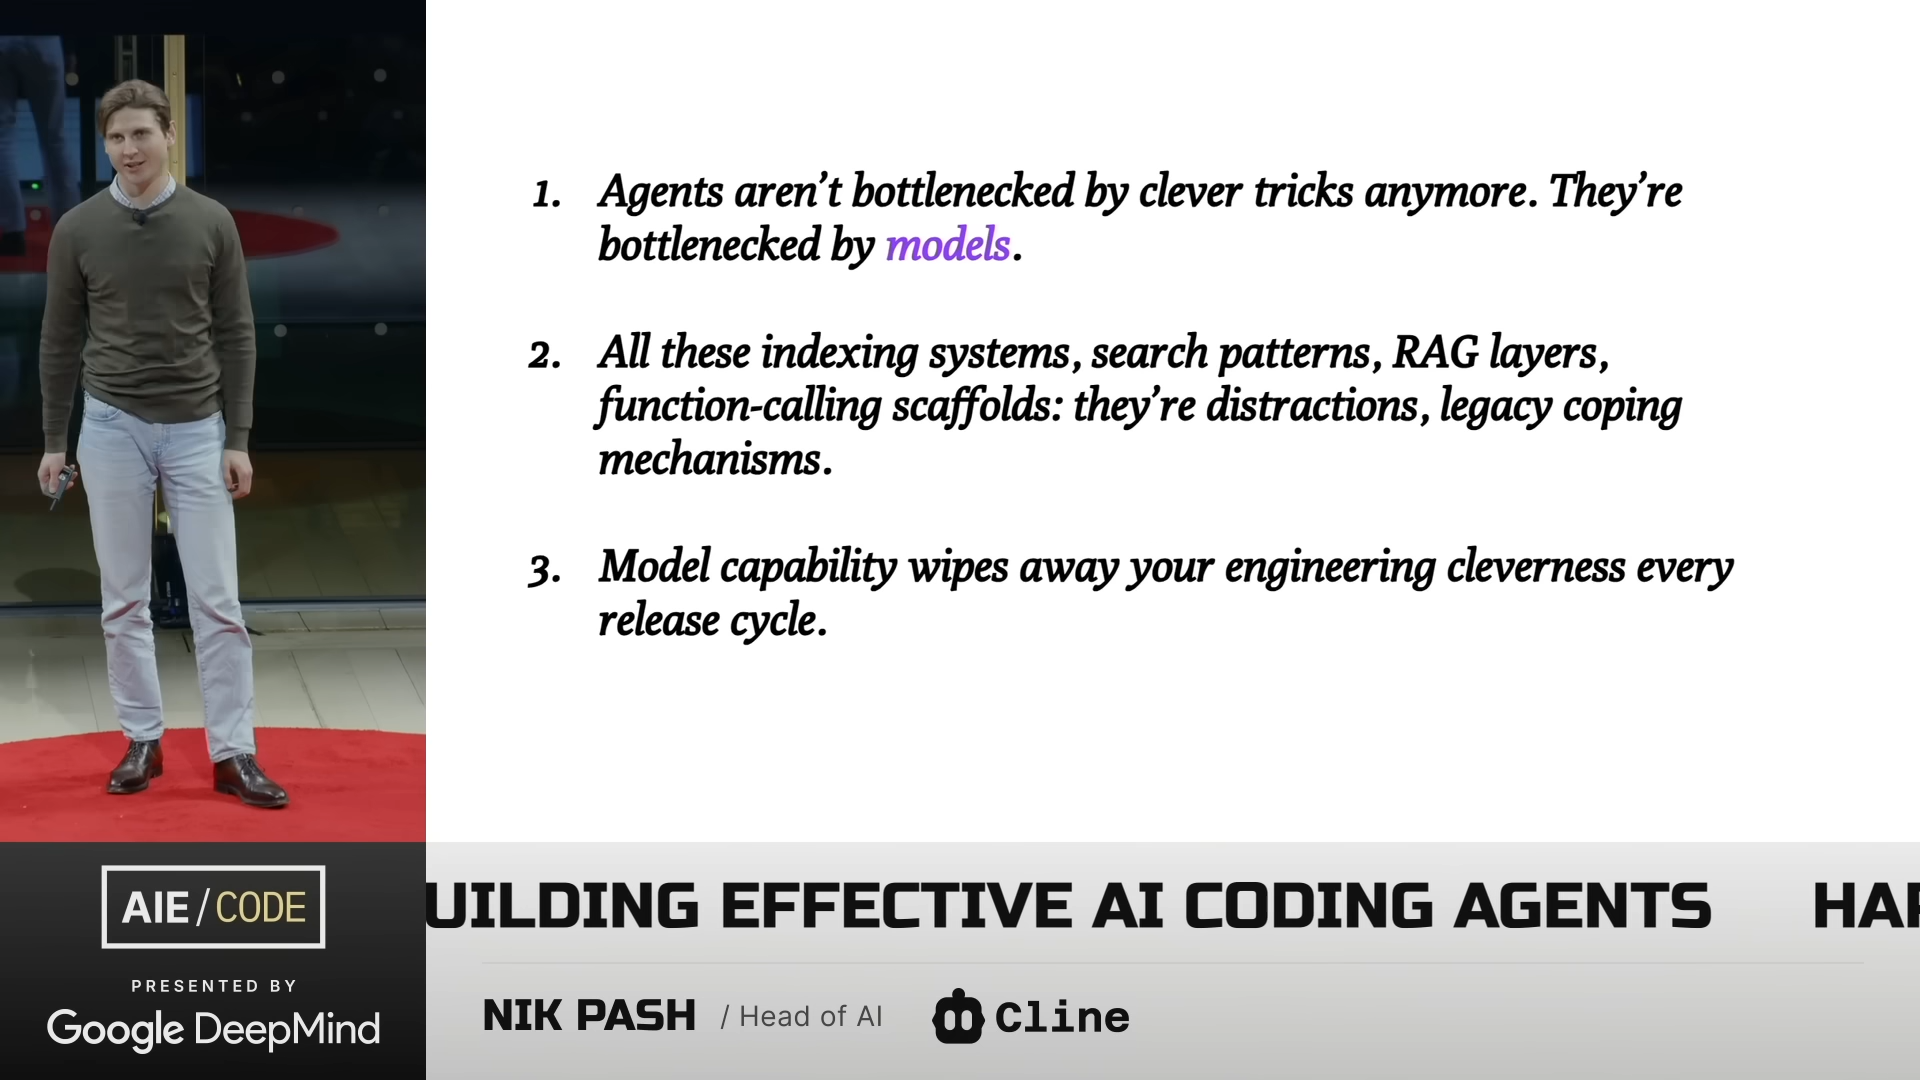 1. Agents aren’t bottlenecked by clever tricks anymore. They’re
bottlenecked by models.
2. All these indexing systems, search patterns, RAG layers,
function-calling scaffolds: they’re distractions, legacy coping
mechanisms.
3. Model capability wipes away your engineering cleverness every
release cycle.
AIE/CODE
PRESENTED BY
Google DeepMind
UILDING EFFECTIVE AI CODING AGENTS HAR
NIK PASH / Head of AI Cline